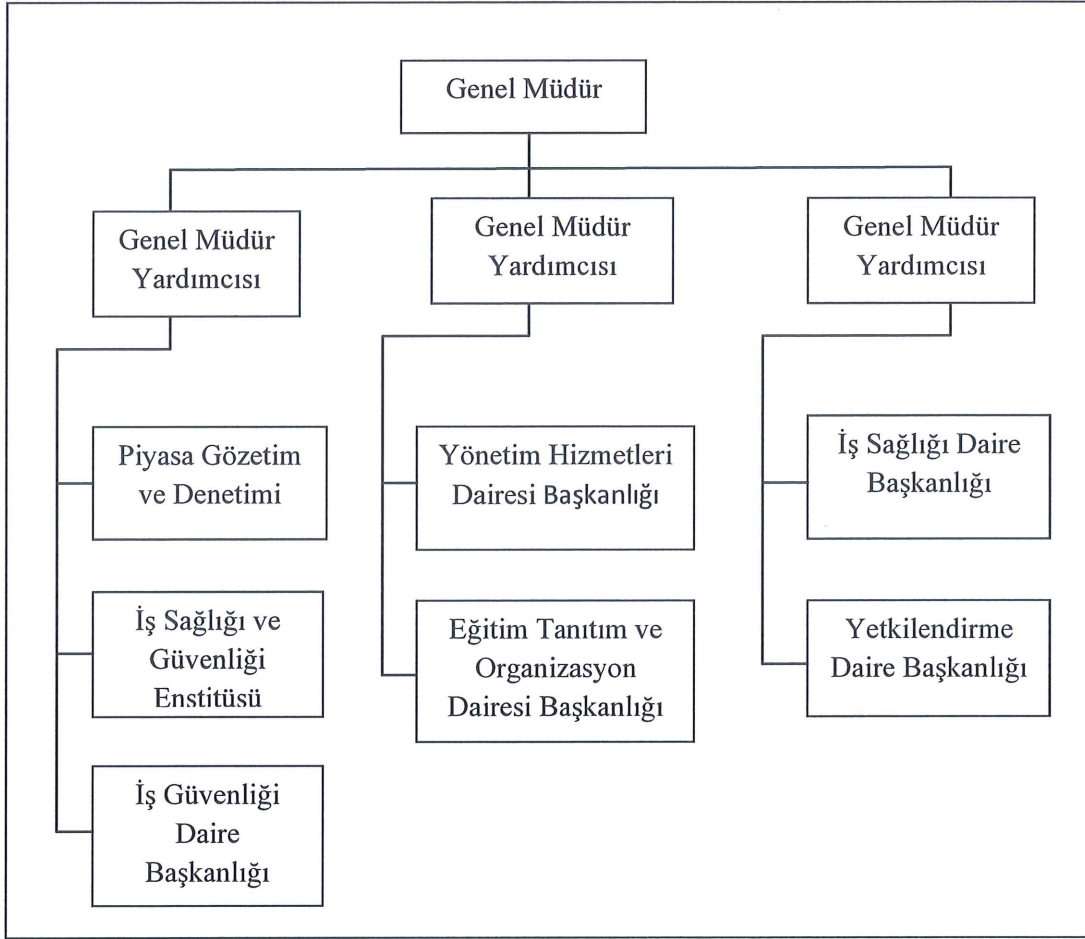 Genel Müdür
Genel Müdür
Yardımcısı
Genel Müdür
Yardımcısı
Genel Müdür
Yardımcısı
Piyasa Gözetim
ve Denetimi
İş Sağlığı ve
Güvenliği
Enstitüsü
İş Güvenliği
Daire
Başkanlığı
Yönetim Hizmetleri
Dairesi Başkanlığı
Eğitim Tanıtım ve
Organizasyon
Dairesi Başkanlığı
İş Sağlığı Daire
Başkanlığı
Yetkilendirme
Daire Başkanlığı